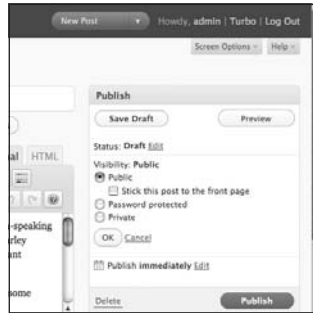 New Post
Howdy, admin | Turbo | Log Out
Screen Options
Help
Publish
Save Draft
Preview
Status: Draft Edit
al
HTML
Visibility: Public
Public
Stick this post to the front page
Password protected
Private
OK Cancel
-speaking
rley
ant
Publish immediately Edit
some
Delete
Publish